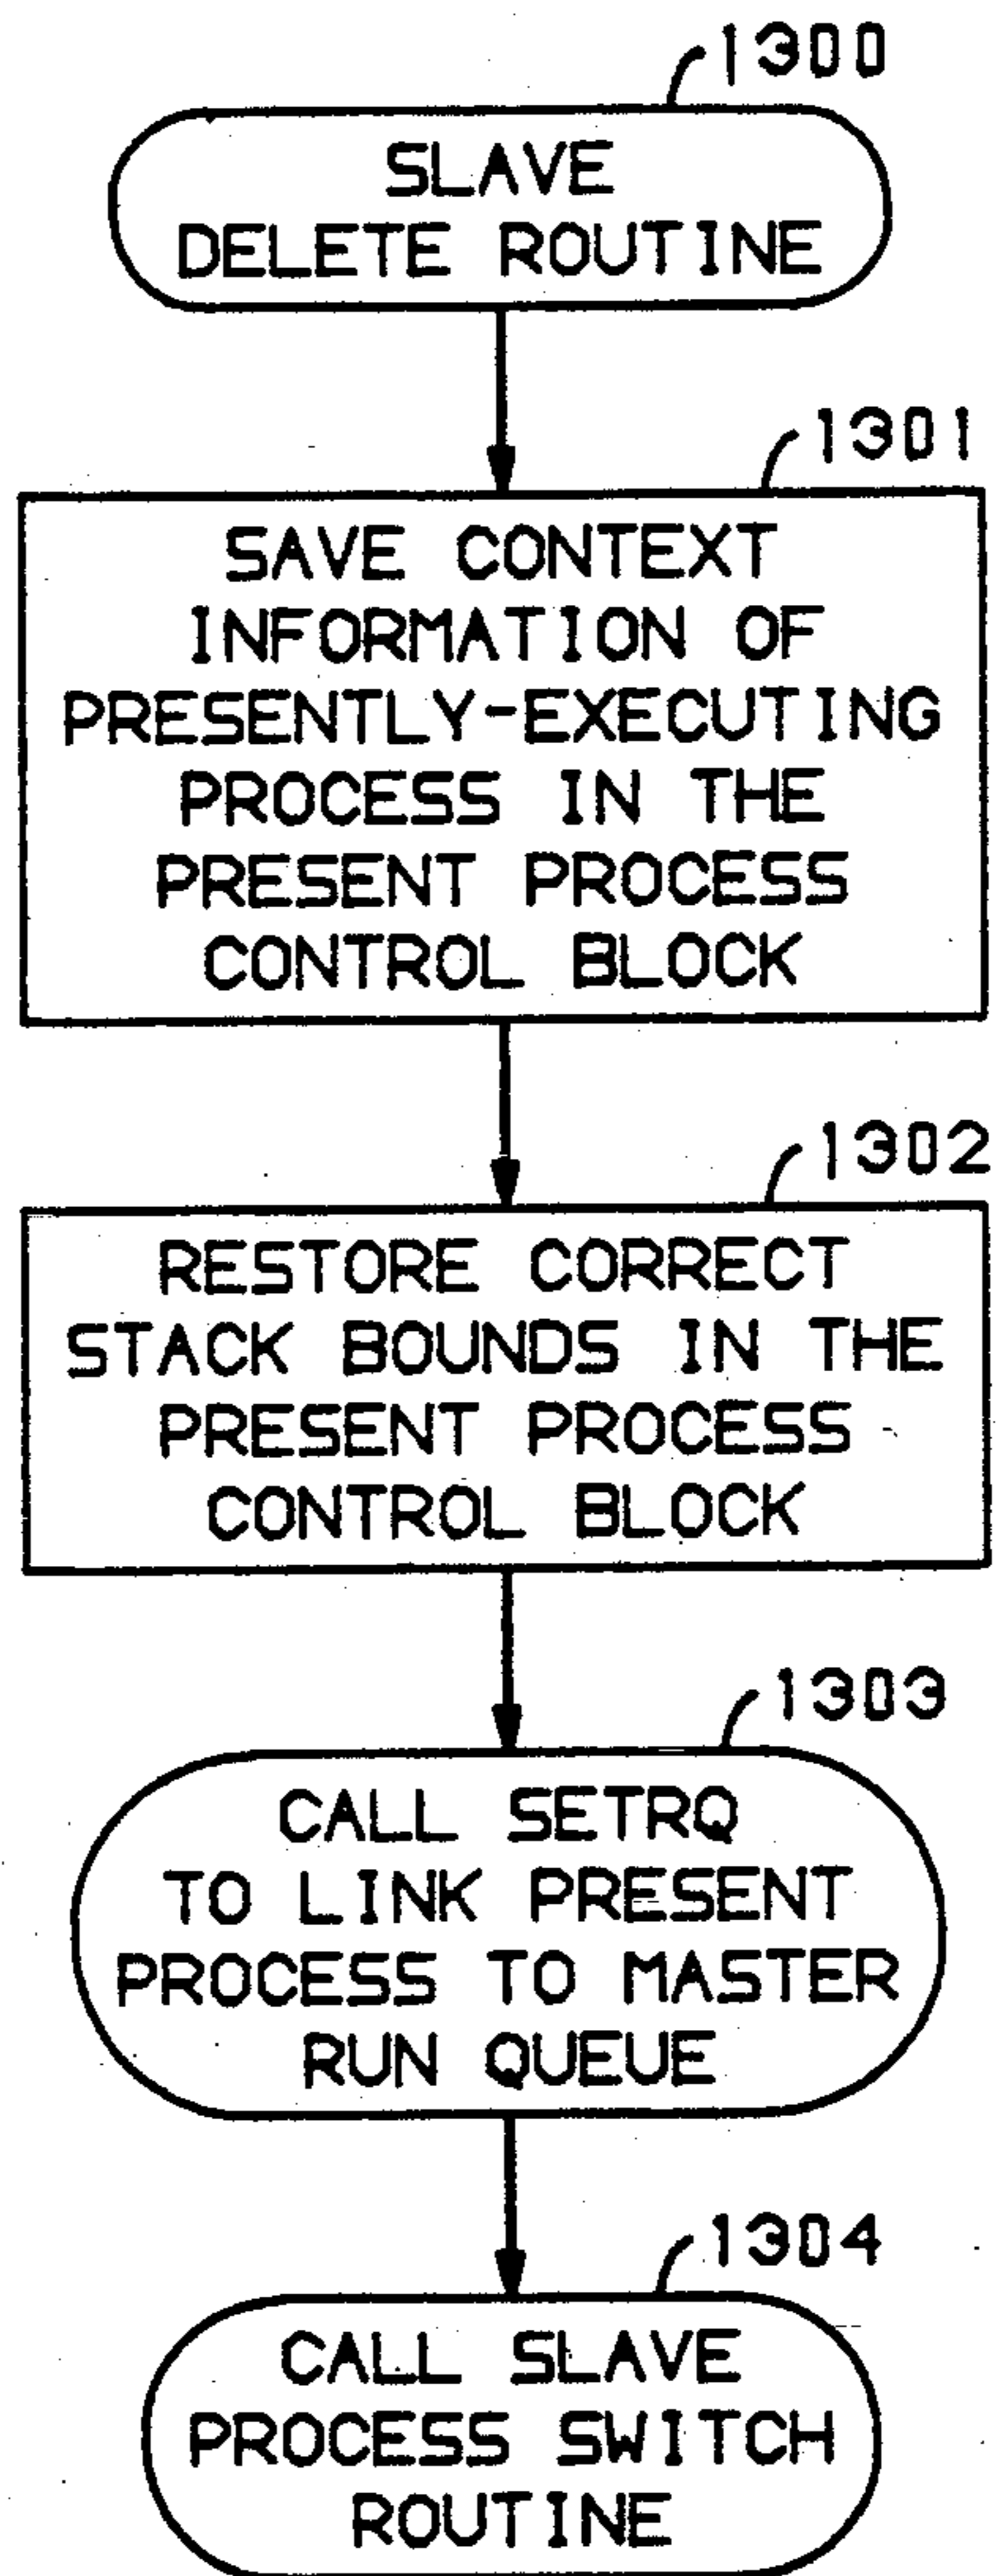 1300
SLAVE
DELETE ROUTINE
1301
SAVE CONTEXT
INFORMATION OF
PRESENTLY-EXECUTING
PROCESS IN THE
PRESENT PROCESS
CONTROL BLOCK
1302
RESTORE CORRECT
STACK BOUNDS IN THE
PRESENT PROCESS
CONTROL BLOCK
1303
CALL SETRQ
TO LINK PRESENT
PROCESS TO MASTER
RUN QUEUE
1304
CALL SLAVE
PROCESS SWITCH
ROUTINE